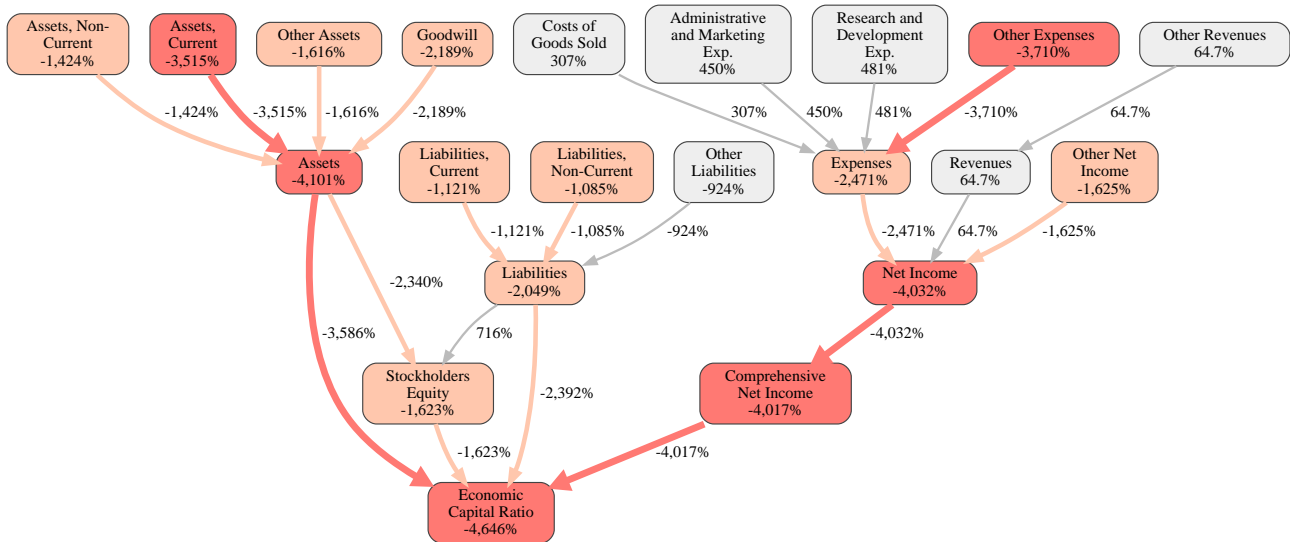 Assets, Non-
Current
-1,424%
Assets,
Current
-3,515%
Other Assets
-1,616%
Goodwill
-2,189%
Costs of
Goods Sold
307%
Administrative
and Marketing
Exp.
450%
Research and
Development
Exp.
481%
Other Expenses
-3,710%
Other Revenues
64.7%
-1,424%
-3,515%
-1,616%
-2,189%
307%
450%
481%
-3,710%
64.7%
Assets
-4,101%
Liabilities,
Current
-1,121%
Liabilities,
Non-Current
-1,085%
Other
Liabilities
-924%
Expenses
-2,471%
Revenues
64.7%
Other Net
Income
-1,625%
-1,121%
-1,085%
-924%
-2,471%
64.7%
-1,625%
Liabilities
-2,049%
Net Income
-4,032%
-2,340%
-3,586%
716%
-4,032%
Stockholders
Equity
-1,623%
-2,392%
Comprehensive
Net Income
-4,017%
-1,623%
-4,017%
Economic
Capital Ratio
-4,646%